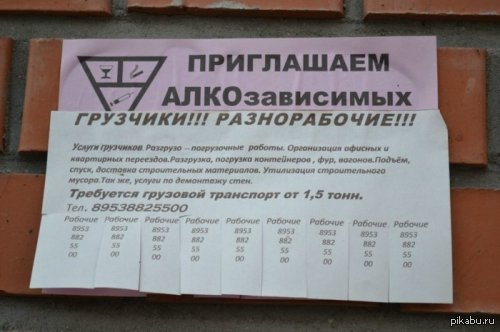 ПРИГЛАШАЕМ
АЛКОзависимых
ГРУЗЧИКИ!!! РАЗНОРАБОЧИЕ!!!
Услуги грузчиков. Разгрузо – погрузочные работы. Организация офисных и
квартирных переездов.Разгрузка, погрузка контейнеров , фур, вагонов.Подъём,
спуск, доставка строительных материалов. Утилизация строительного
мусора.Так же, услуги по демонтажу стен.
Требуется грузовой транспорт от 1,5 тонн.
Тел. 89538825500
Рабочие Рабочие Рабочие Рабочие Рабочие Рабочие Рабочие Рабочие Рабочие
8953 8953 8953 8953 8953 8953 8953 8953 8953
882 882 882 882 882 882 882 882 882
55 55 55 55 55 55 55 55 55
00 00 00 00 00 00 00 00 00
pikabu.ru